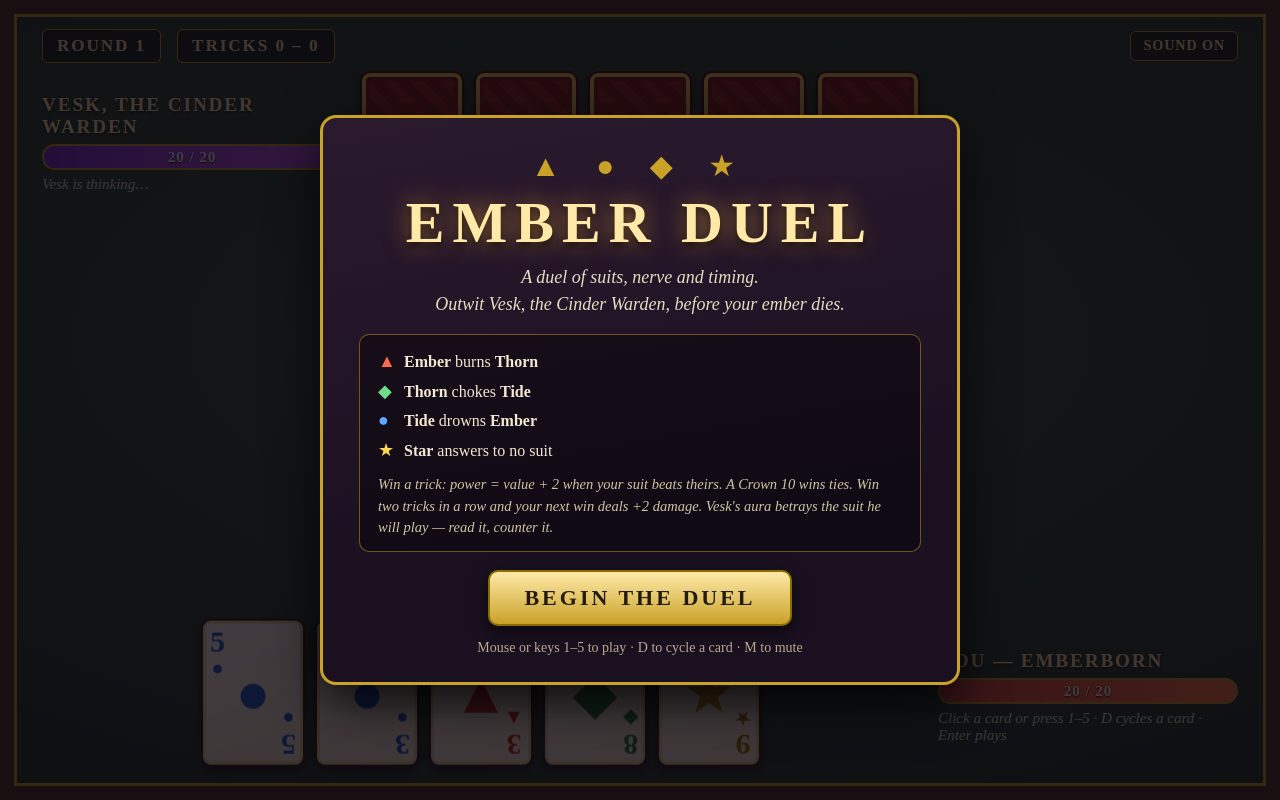 ROUND 1
TRICKS 0 – 0
SOUND ON
VESK, THE CINDER
WARDEN
20 / 20
Vesk is thinking…
EMBER DUEL
A duel of suits, nerve and timing.
Outwit Vesk, the Cinder Warden, before your ember dies.
Ember burns Thorn
Thorn chokes Tide
Tide drowns Ember
Star answers to no suit
Win a trick: power = value + 2 when your suit beats theirs. A Crown 10 wins ties. Win
two tricks in a row and your next win deals +2 damage. Vesk's aura betrays the suit he
will play — read it, counter it.
BEGIN THE DUEL
Mouse or keys 1–5 to play · D to cycle a card · M to mute
5
5
3
3
8
9
OU — EMBERBORN
20 / 20
Click a card or press 1–5 · D cycles a card ·
Enter plays